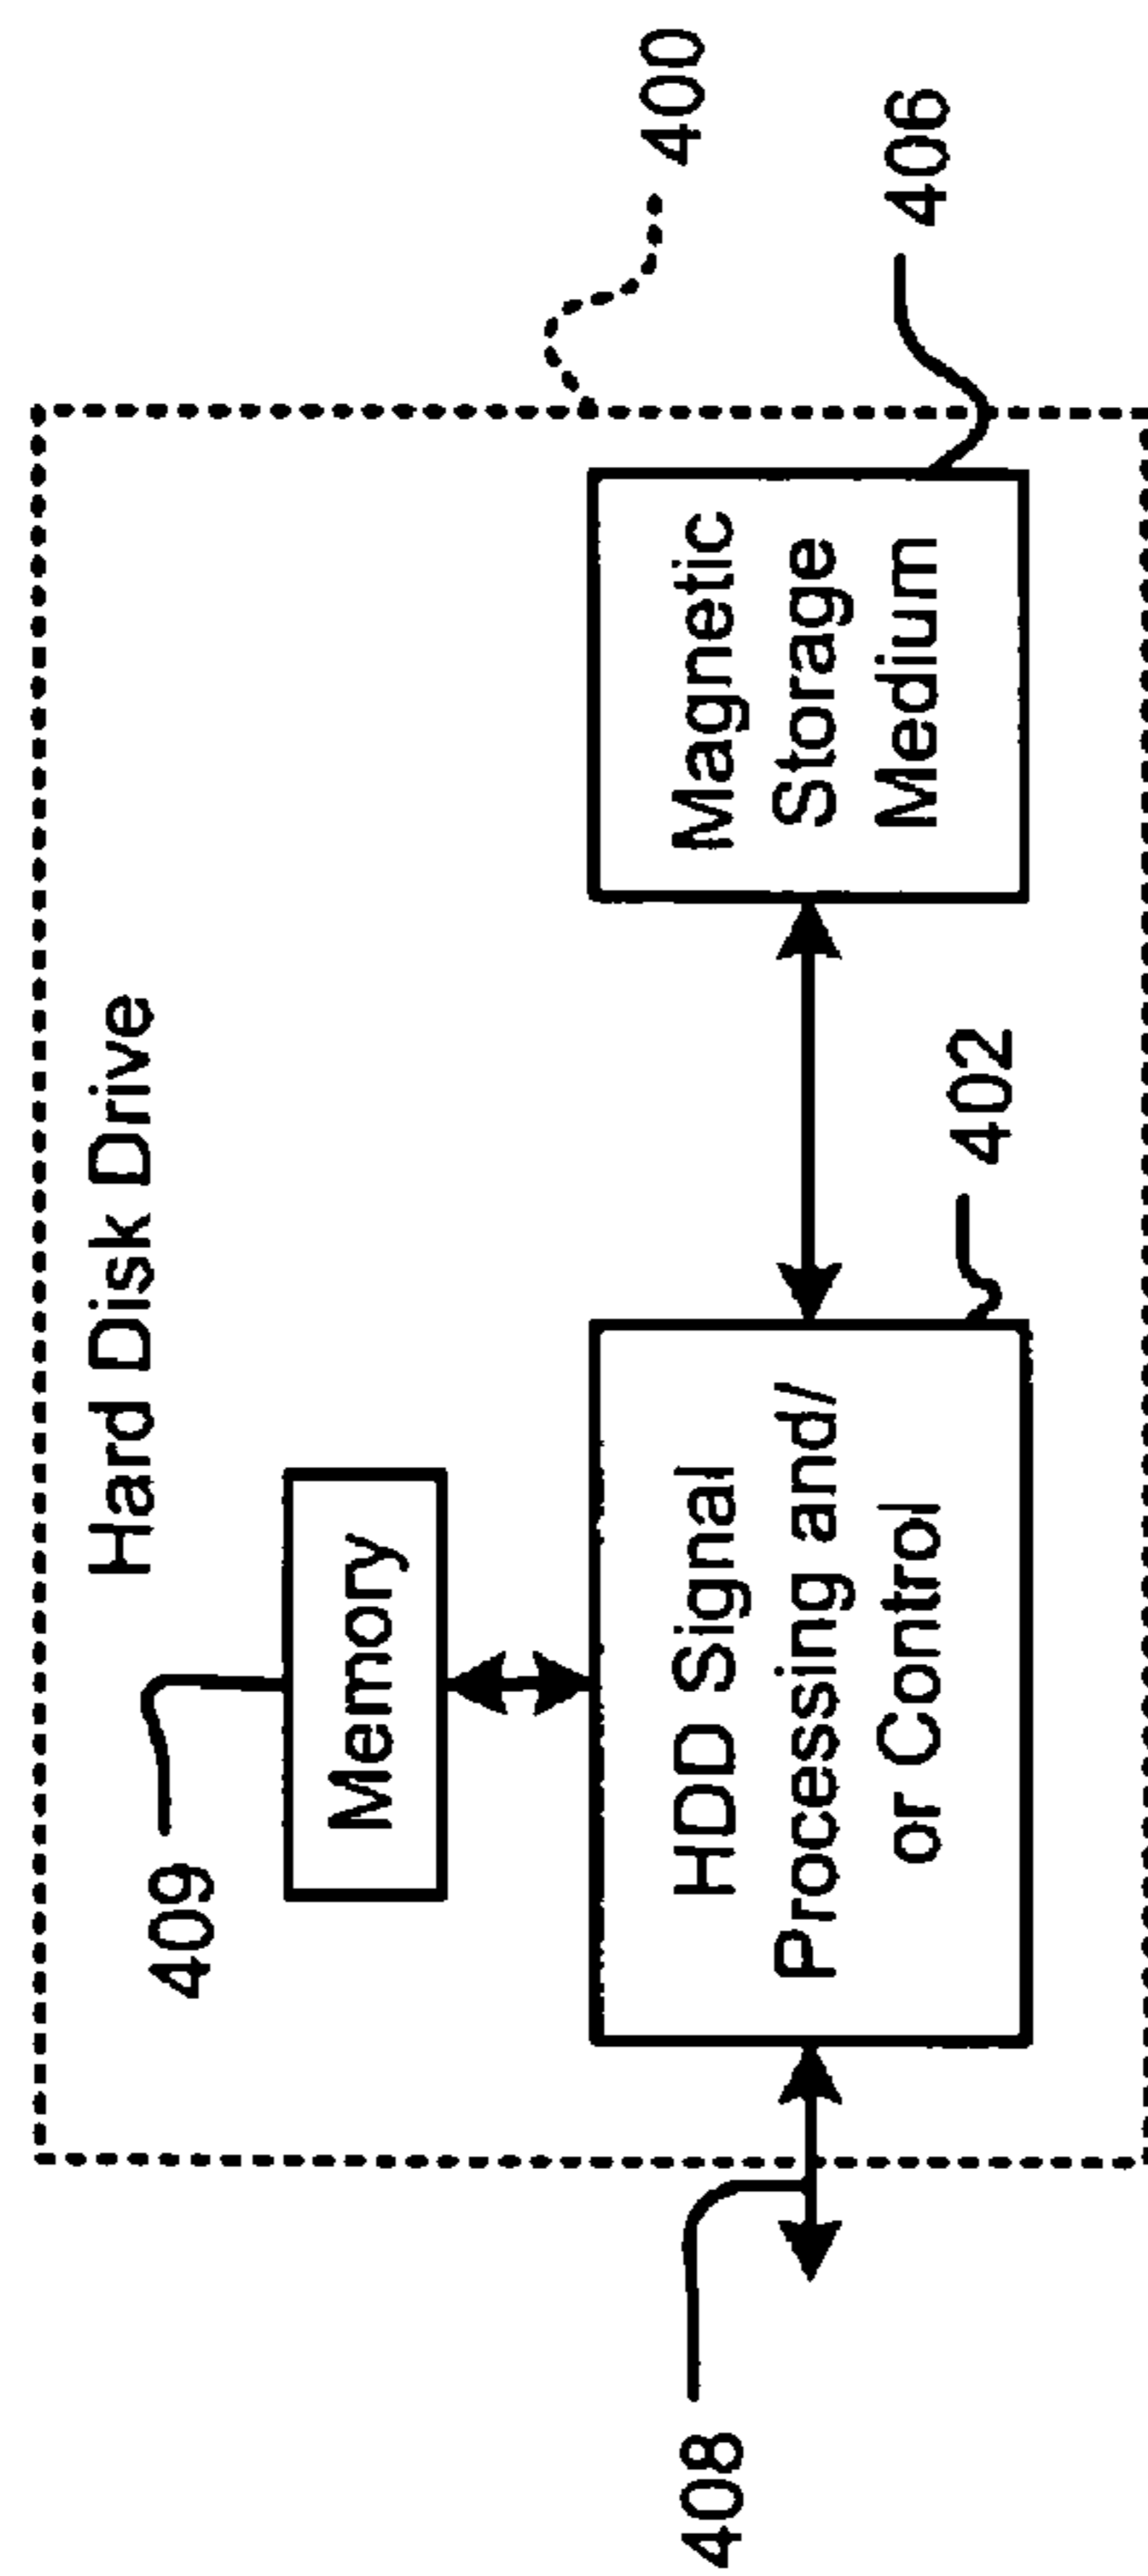 Hard Disk Drive
400
409
Memory
408
HDD Signal
Processing and/
or Control
402
Magnetic
Storage
Medium
406